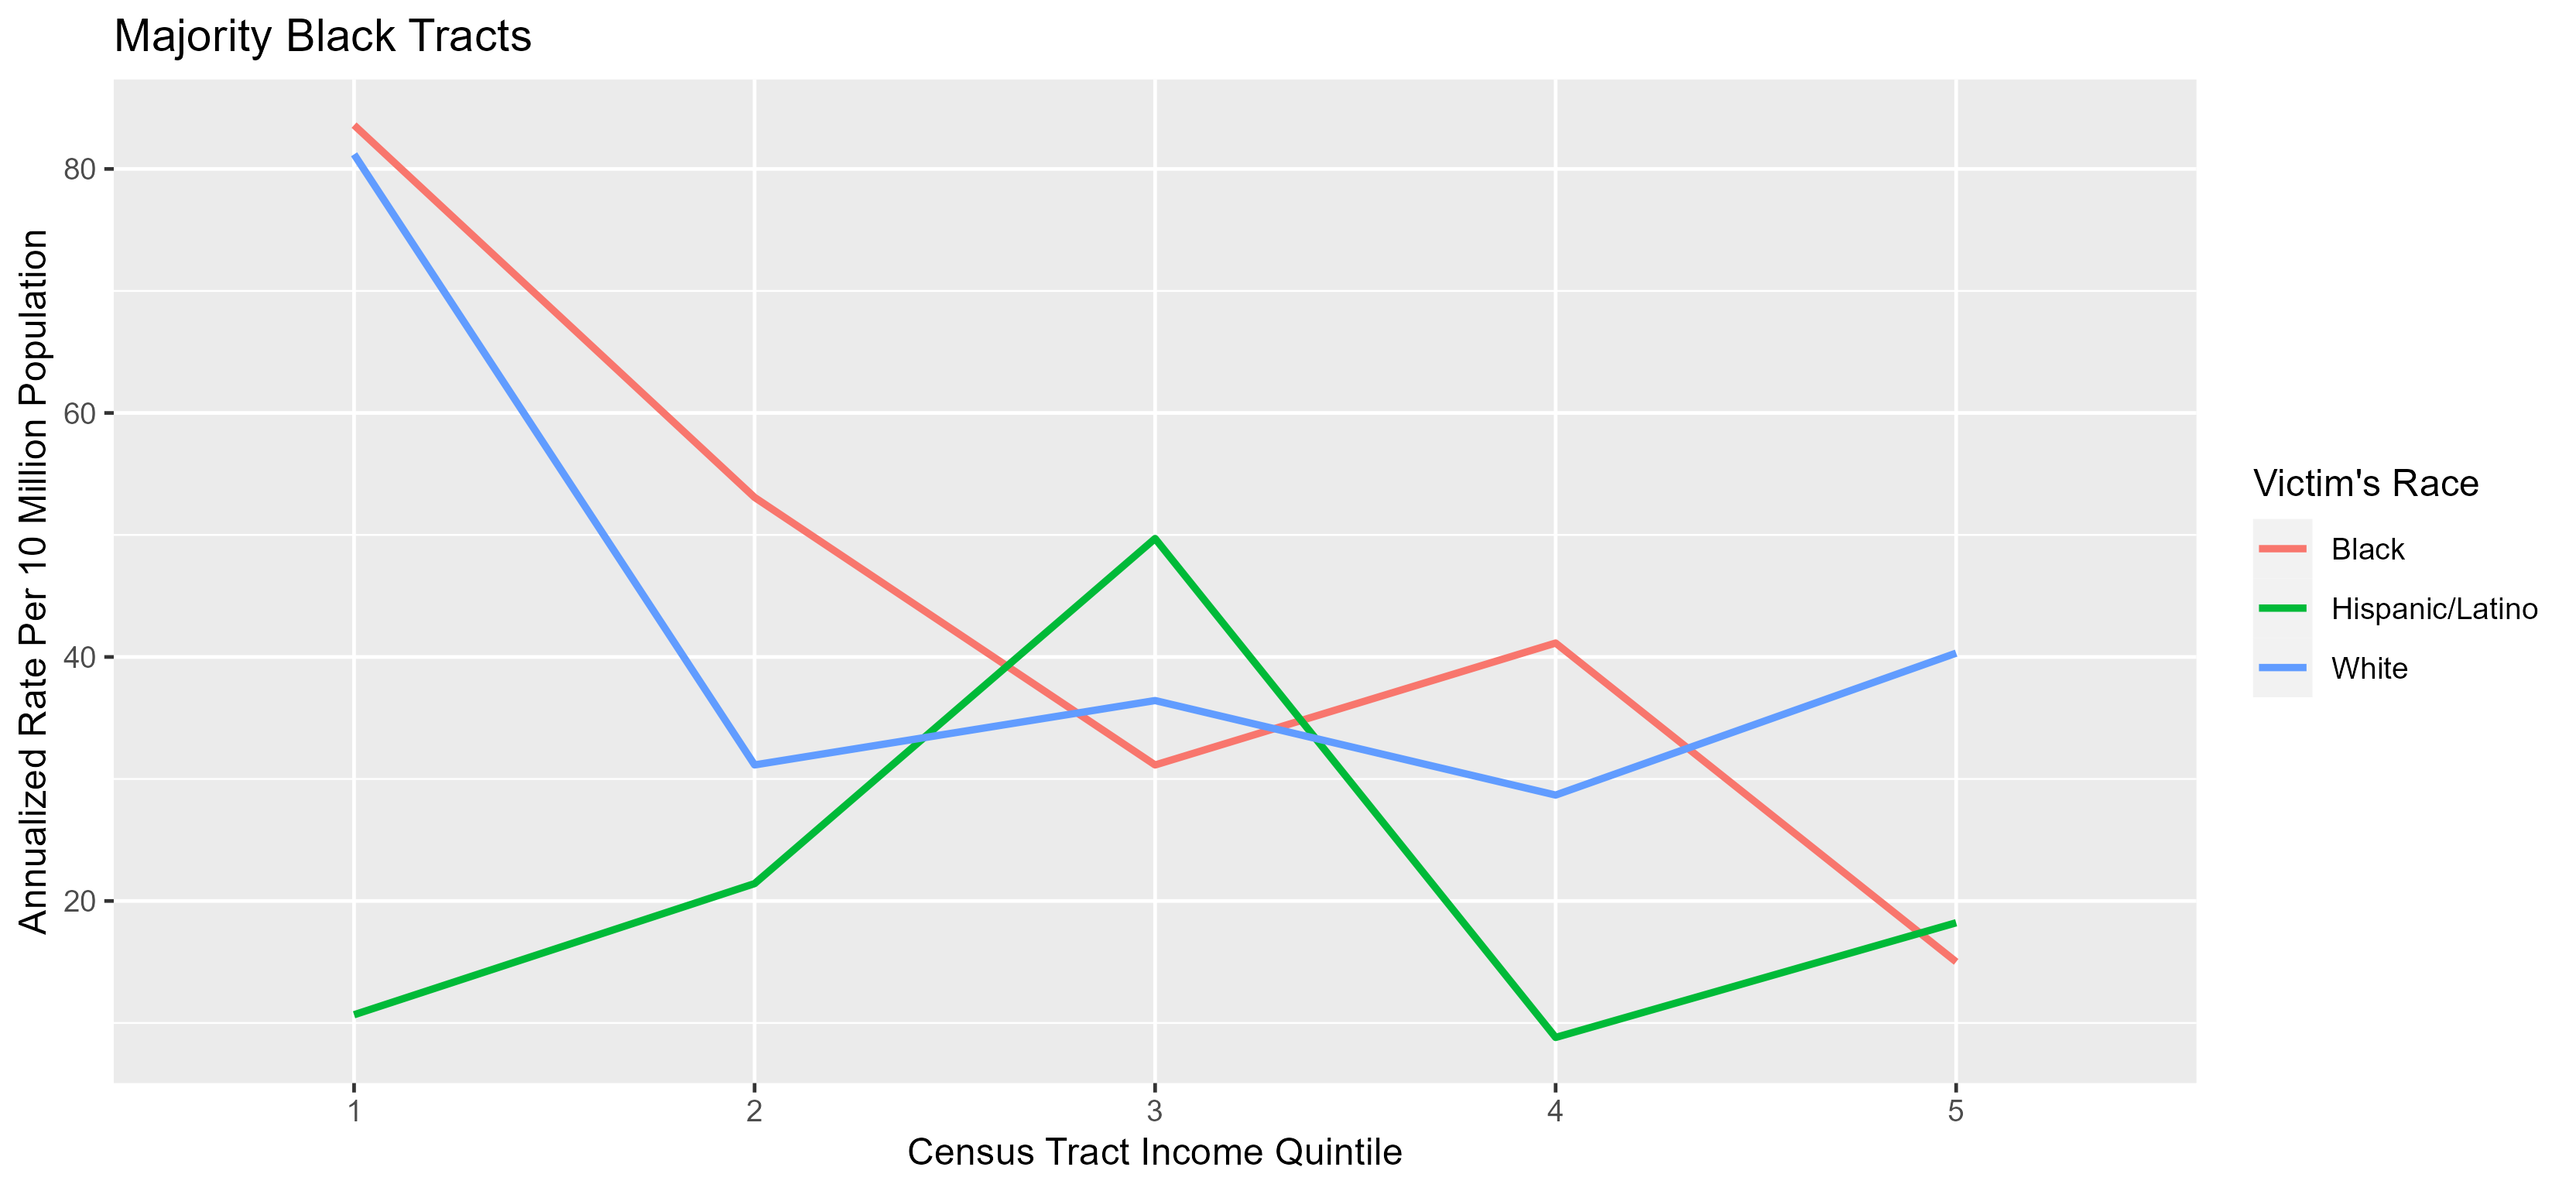 Majority Black Tracts
Annualized Rate Per 10 Million Population
80
60
40
20
1 2 3 4 5
Census Tract Income Quintile
Victim's Race
Black
Hispanic/Latino
White